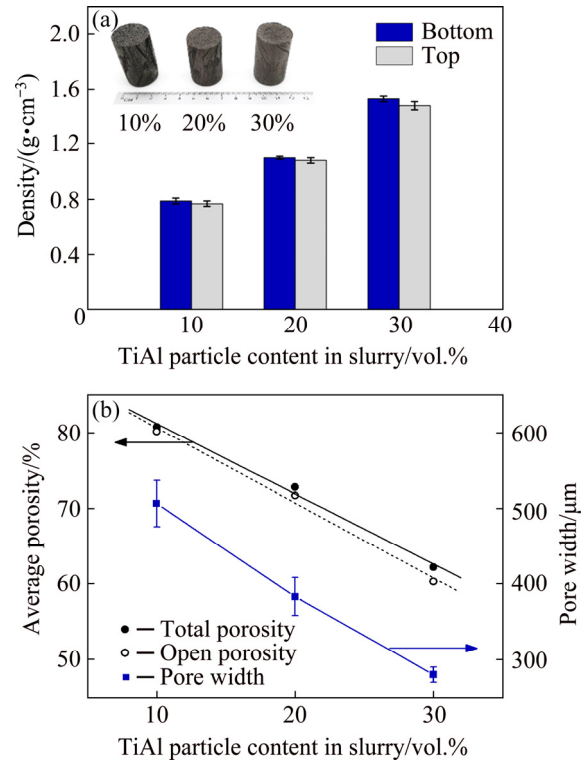 (a)
2.0
1.6
1.2
0.8
0.4
0
Density/(g•cm⁻³)
Bottom
Top
10% 20% 30%
10 20 30 40
TiAl particle content in slurry/vol.%
(b)
80
70
60
50
Average porosity/%
600
500
400
300
Pore width/μm
Total porosity
Open porosity
Pore width
10 20 30
TiAl particle content in slurry/vol.%